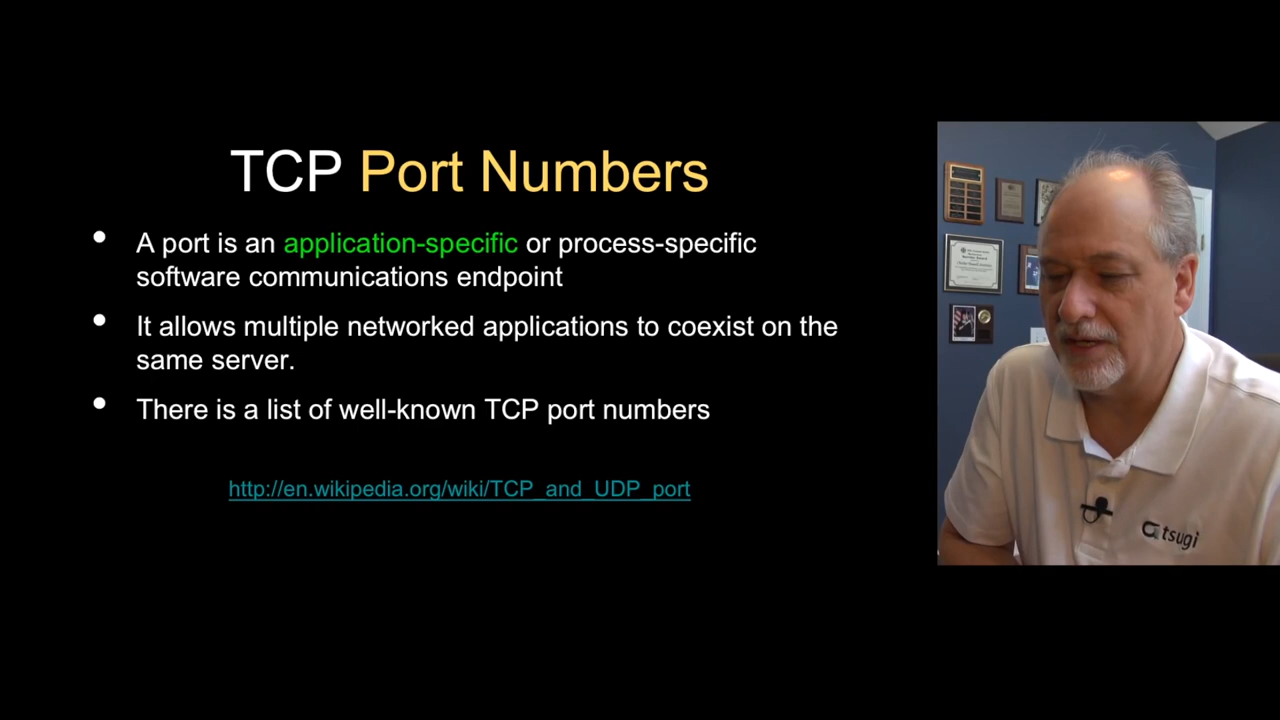 TCP Port Numbers
• A port is an application-specific or process-specific
software communications endpoint
• It allows multiple networked applications to coexist on the
same server.
• There is a list of well-known TCP port numbers
http://en.wikipedia.org/wiki/TCP_and_UDP_port
tsugi